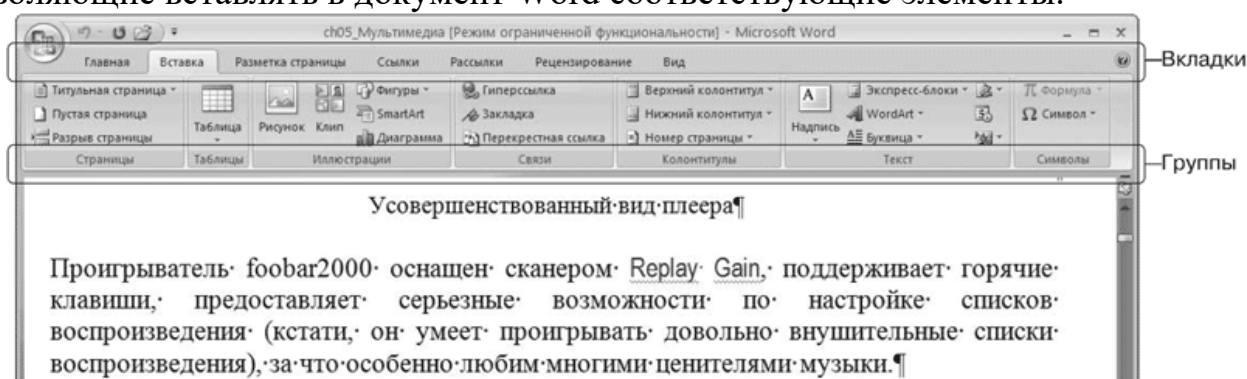 воляющие вставлять в документ Word соответствующие элементы.
ch05_Мультимедиа [Режим ограниченной функциональности] - Microsoft Word
Главная Вставка Разметка страницы Ссылки Рассылки Рецензирование Вид
Вкладки
Титульная страница Фигуры Гиперссылка Верхний колонтитул Экспресс-блоки Формула
Пустая страница SmartArt Закладка Нижний колонтитул WordArt Символ
Таблица Рисунок Клип Надпись
Разрыв страницы Диаграмма Перекрестная ссылка Номер страницы Буквица
Страницы Таблицы Иллюстрации Связи Колонтитулы Текст Символы
Группы
Усовершенствованный·вид·плеера¶
Проигрыватель· foobar2000· оснащен· сканером· Replay· Gain,· поддерживает· горячие·
клавиши,· предоставляет· серьезные· возможности· по· настройке· списков·
воспроизведения· (кстати,· он· умеет· проигрывать· довольно· внушительные· списки·
воспроизведения),·за·что·особенно·любим·многими·ценителями·музыки.¶